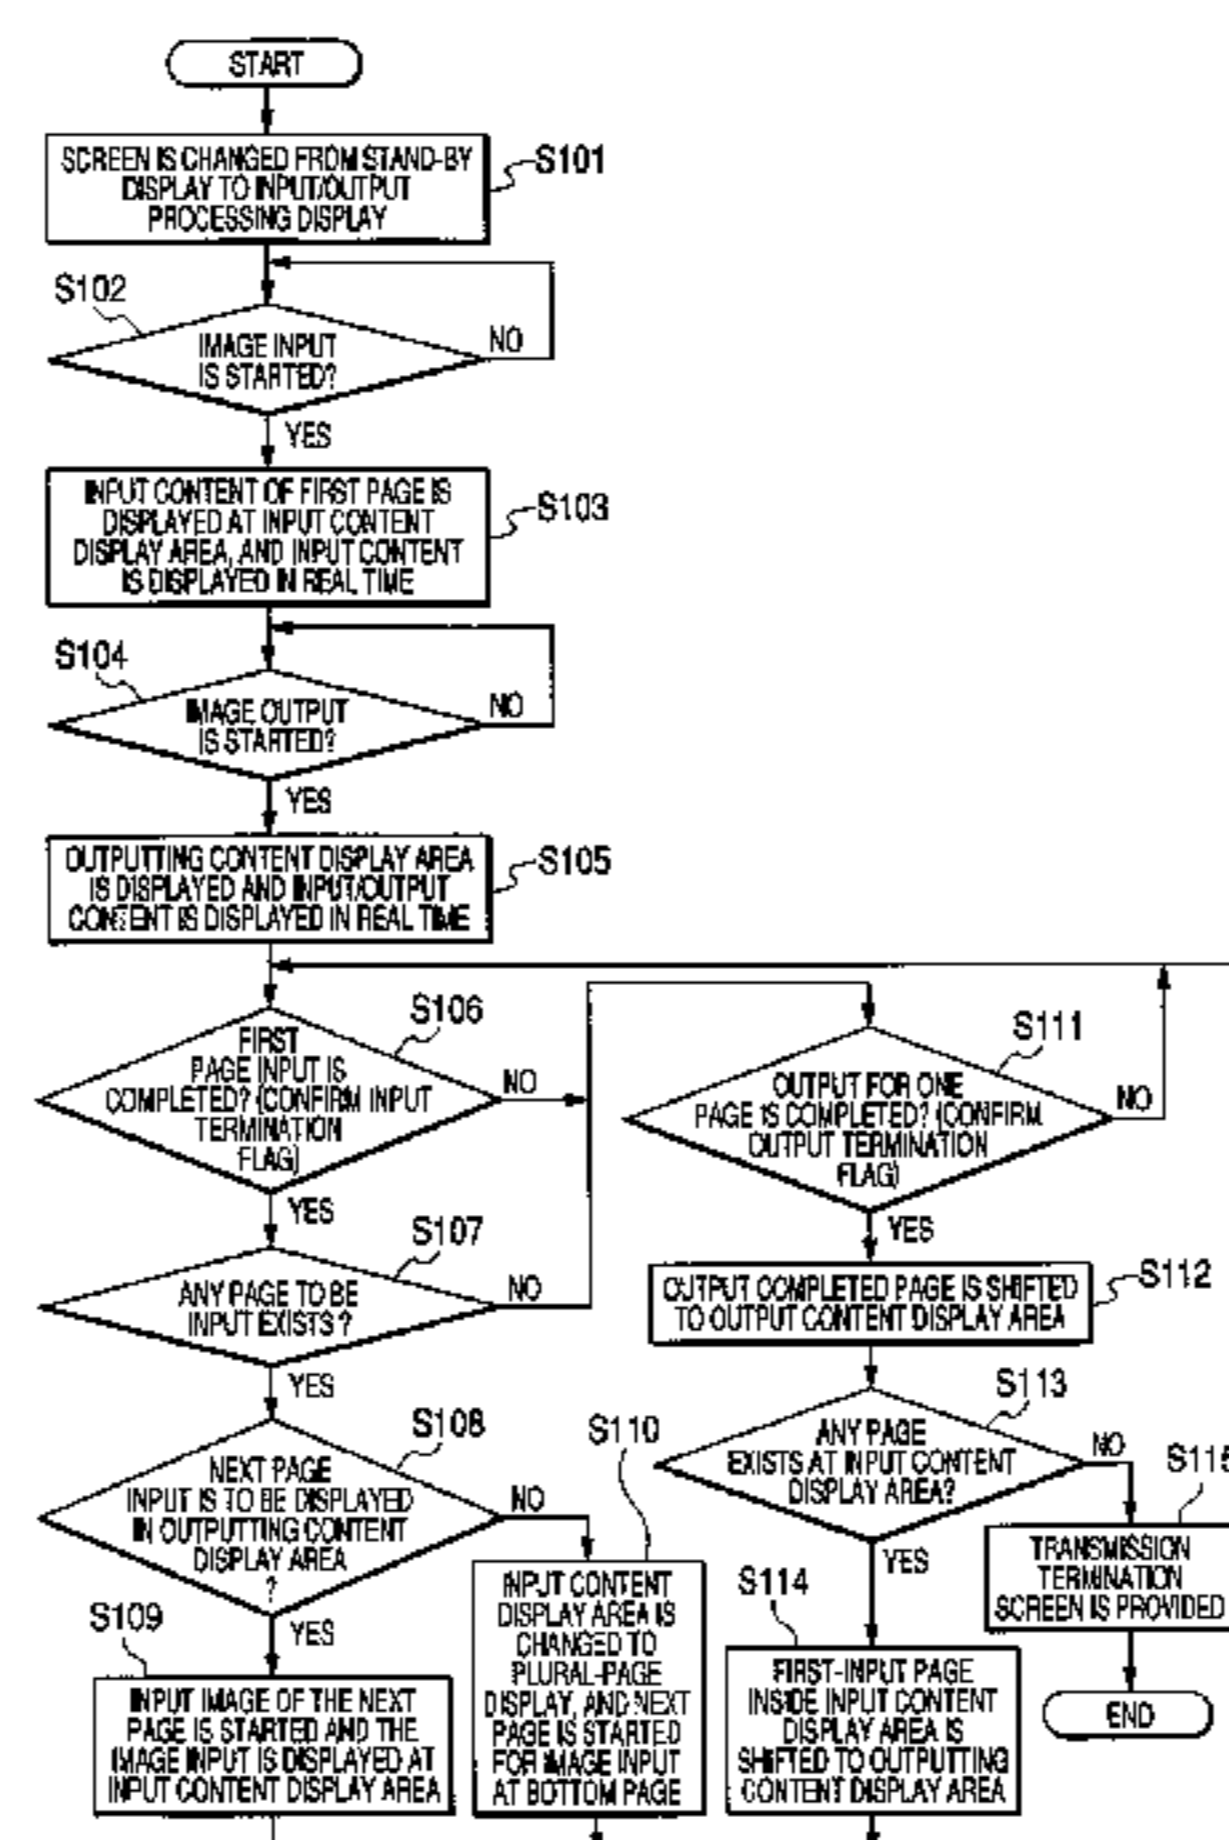 START
SCREEN IS CHANGED FROM STAND-BY
DISPLAY TO INPUT/OUTPUT
PROCESSING DISPLAY
S101
S102
IMAGE INPUT
IS STARTED?
NO
YES
INPUT CONTENT OF FIRST PAGE IS
DISPLAYED AT INPUT CONTENT
DISPLAY AREA, AND INPUT CONTENT
IS DISPLAYED IN REAL TIME
S103
S104
IMAGE OUTPUT
IS STARTED?
NO
YES
OUTPUTTING CONTENT DISPLAY AREA
IS DISPLAYED AND INPUT/OUTPUT
CONTENT IS DISPLAYED IN REAL TIME
S105
S106
FIRST
PAGE INPUT IS
COMPLETED? (CONFIRM INPUT
TERMINATION
FLAG)
NO
YES
S107
ANY PAGE TO BE
INPUT EXISTS ?
NO
YES
S108
NEXT PAGE
INPUT IS TO BE DISPLAYED
IN OUTPUTTING CONTENT
DISPLAY AREA
?
NO
YES
S109
INPUT IMAGE OF THE NEXT
PAGE IS STARTED AND THE
IMAGE INPUT IS DISPLAYED AT
INPUT CONTENT DISPLAY AREA
S110
INPUT CONTENT
DISPLAY AREA IS
CHANGED TO
PLURAL-PAGE
DISPLAY, AND NEXT
PAGE IS STARTED
FOR IMAGE INPUT
AT BOTTOM PAGE
S111
OUTPUT FOR ONE
PAGE IS COMPLETED? (CONFIRM
OUTPUT TERMINATION
FLAG)
NO
YES
OUTPUT COMPLETED PAGE IS SHIFTED
TO OUTPUT CONTENT DISPLAY AREA
S112
S113
ANY PAGE
EXISTS AT INPUT CONTENT
DISPLAY AREA?
NO
YES
S114
FIRST-INPUT PAGE
INSIDE INPUT CONTENT
DISPLAY AREA IS
SHIFTED TO OUTPUTTING
CONTENT DISPLAY AREA
S115
TRANSMISSION
TERMINATION
SCREEN IS PROVIDED
END